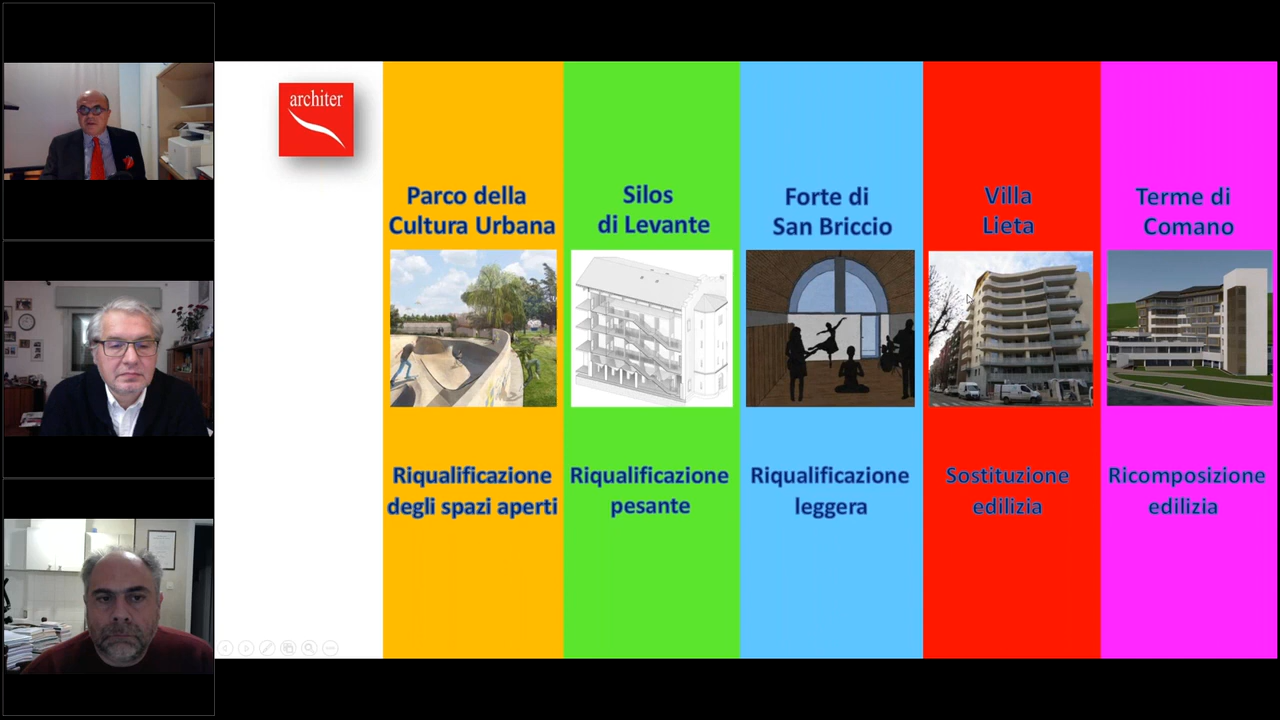 architer
Parco della
Cultura Urbana
Riqualificazione
degli spazi aperti
Silos
di Levante
Riqualificazione
pesante
Forte di
San Briccio
Riqualificazione
leggera
Villa
Lieta
Sostituzione
edilizia
Terme di
Comano
Ricomposizione
edilizia